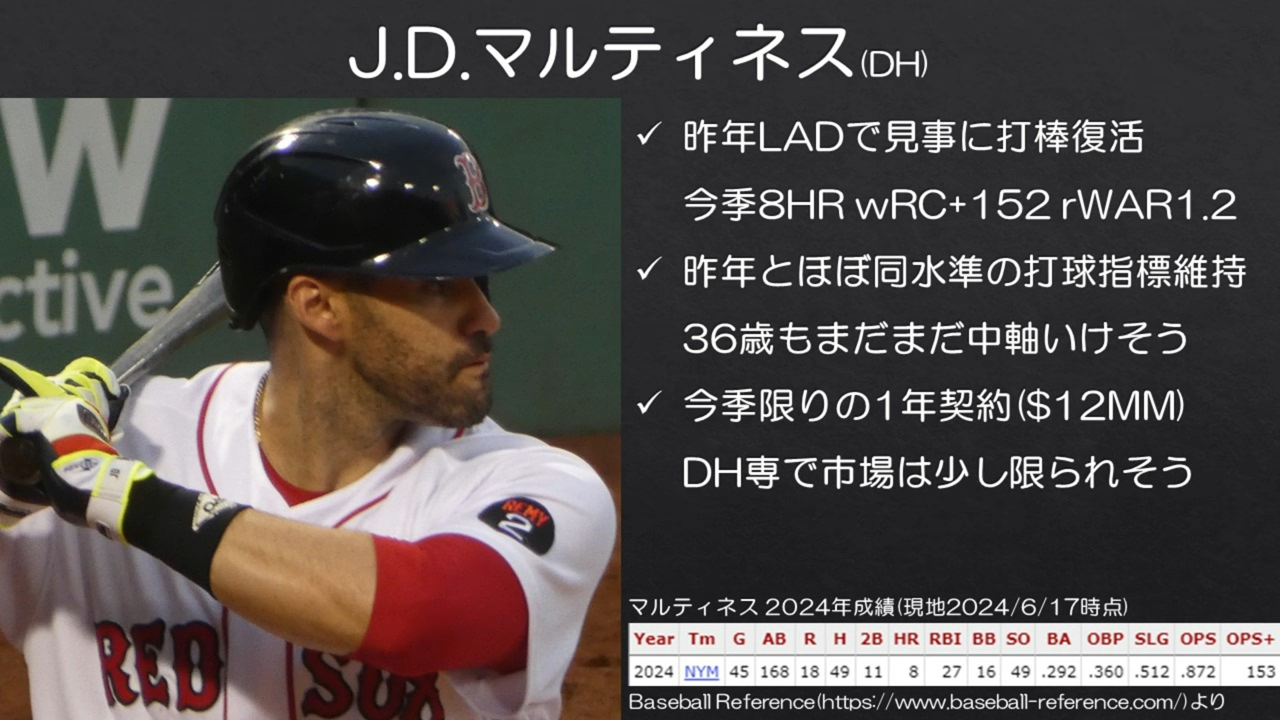 J.D.マルティネス(DH)
✓ 昨年LADで見事に打棒復活
今季8HR wRC+152 rWAR1.2
✓ 昨年とほぼ同水準の打球指標維持
36歳もまだまだ中軸いけそう
✓ 今季限りの1年契約($12MM)
DH専で市場は少し限られそう
W
ctive
B
REMY
2
RED SOX
マルティネス 2024年成績(現地2024/6/17時点)
Year Tm G AB R H 2B HR RBI BB SO BA OBP SLG OPS OPS+
2024 NYM 45 168 18 49 11 8 27 16 49 .292 .360 .512 .872 153
Baseball Reference(https://www.baseball-reference.com/)より